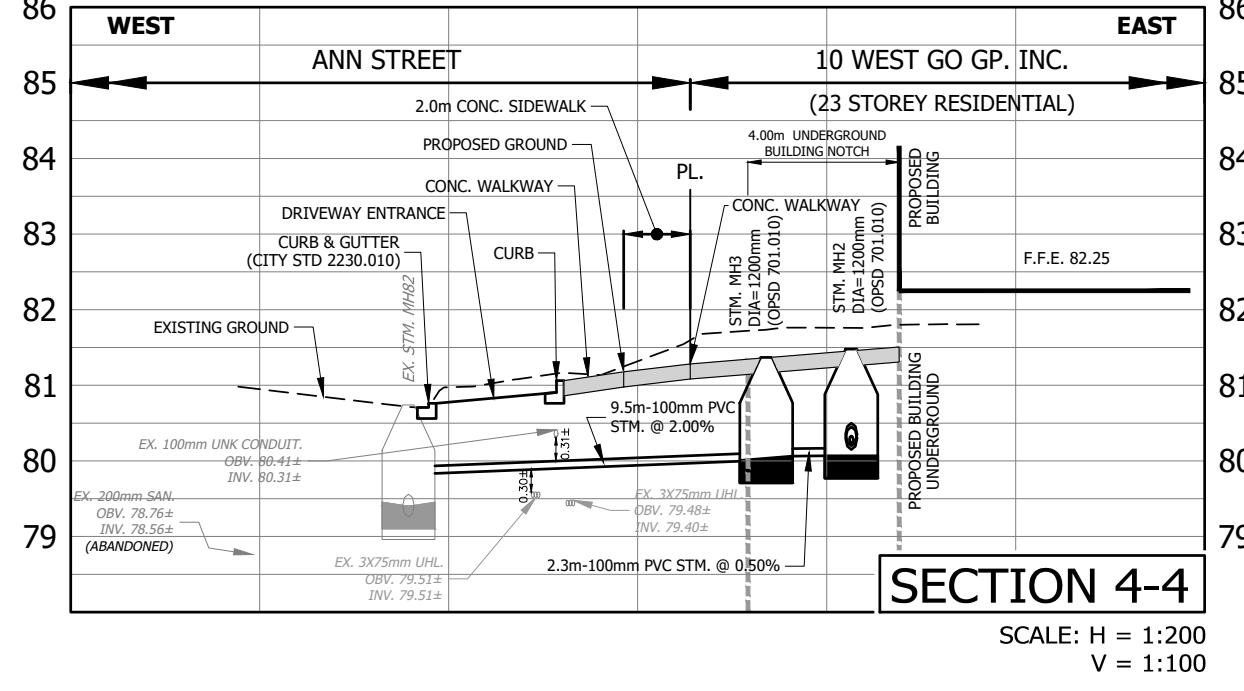 86
86
WEST
EAST
ANN STREET
10 WEST GO GP. INC.
85
85
2.0m CONC. SIDEWALK
(23 STOREY RESIDENTIAL)
4.00m UNDERGROUND
BUILDING NOTCH
PROPOSED GROUND
84
84
PL.
CONC. WALKWAY
CONC. WALKWAY
PROPOSED
BUILDING
DRIVEWAY ENTRANCE
83
83
CURB & GUTTER
(CITY STD 2230.010)
CURB
STM. MH3
DIA=1200mm
(OPSD 701.010)
STM. MH2
DIA=1200mm
(OPSD 701.010)
F.F.E. 82.25
82
82
EXISTING GROUND
EX. STM. MH82
81
81
9.5m-100mm PVC
STM. @ 2.00%
PROPOSED BUILDING
UNDERGROUND
EX. 100mm UNK CONDUIT.
OBV. 80.41±
INV. 80.31±
0.31±
80
80
0.30±
EX. 200mm SAN.
OBV. 78.76±
INV. 78.56±
(ABANDONED)
EX. 3X75mm UHL.
OBV. 79.48±
INV. 79.40±
79
79
EX. 3X75mm UHL.
OBV. 79.51±
INV. 79.51±
2.3m-100mm PVC STM. @ 0.50%
SECTION 4-4
SCALE: H = 1:200
V = 1:100